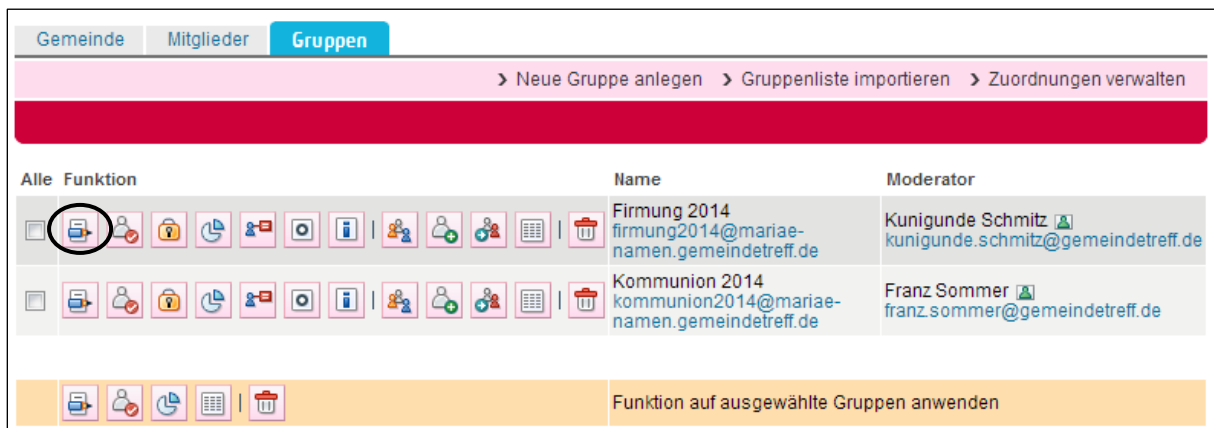 Gemeinde Mitglieder Gruppen
Neue Gruppe anlegen Gruppenliste importieren Zuordnungen verwalten
Alle Funktion Name Moderator
Firmung 2014
firmung2014@mariae-
namen.gemeindetreff.de
Kunigunde Schmitz
kunigunde.schmitz@gemeindetreff.de
Kommunion 2014
kommunion2014@mariae-
namen.gemeindetreff.de
Franz Sommer
franz.sommer@gemeindetreff.de
Funktion auf ausgewählte Gruppen anwenden